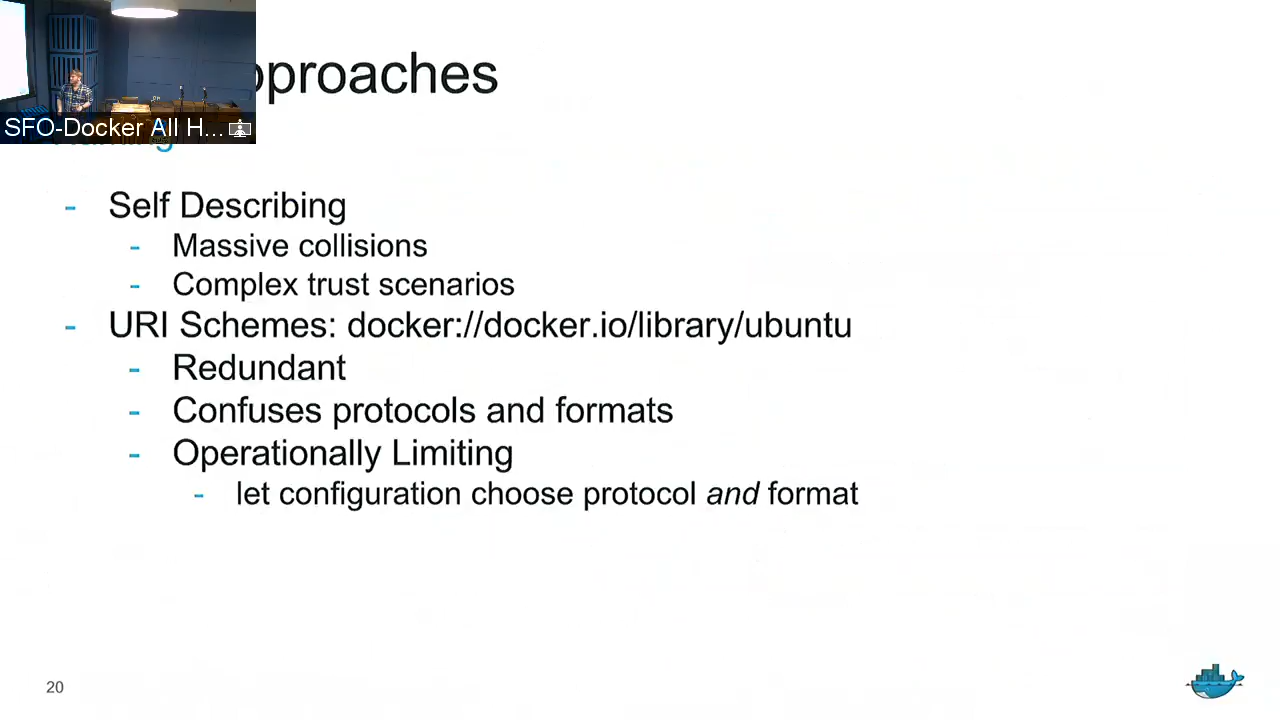 SFO-Docker All H...
- Self Describing
- Massive collisions
- Complex trust scenarios
- URI Schemes: docker://docker.io/library/ubuntu
- Redundant
- Confuses protocols and formats
- Operationally Limiting
- let configuration choose protocol and format
20